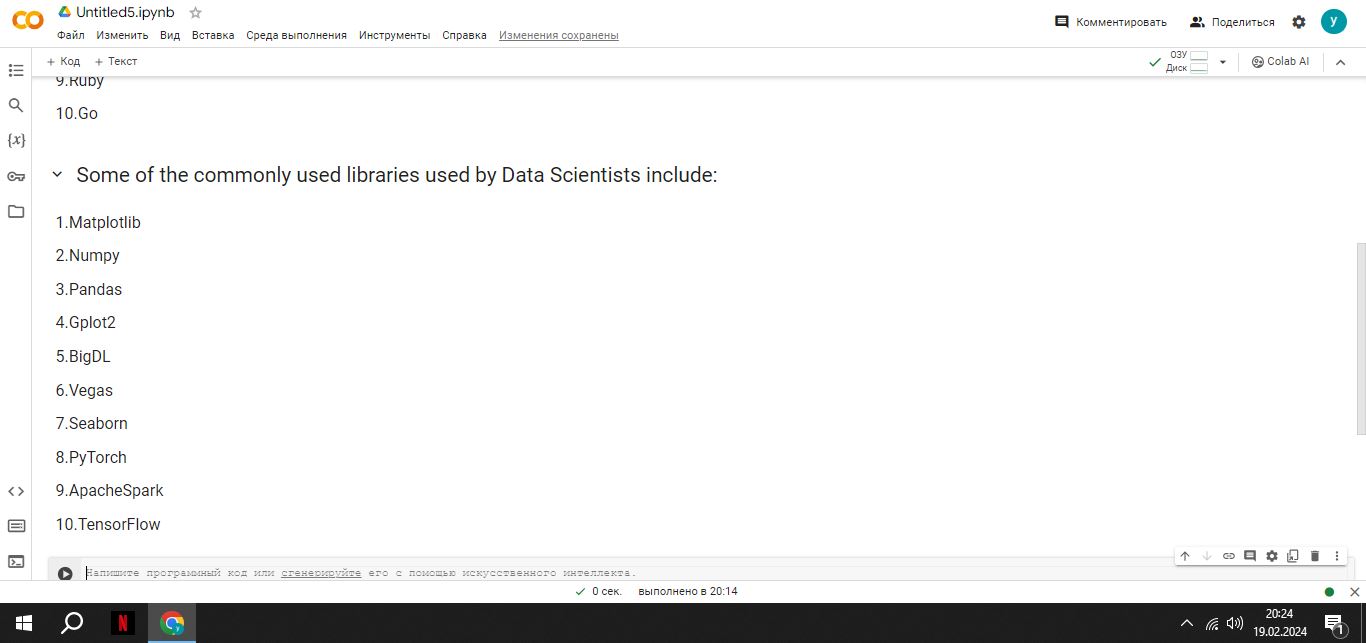 Untitled5.ipynb
Файл Изменить Вид Вставка Среда выполнения Инструменты Справка Изменения сохранены
Комментировать Поделиться У
+ Код + Текст
ОЗУ
Диск
Colab AI
9.Ruby
10.Go
Some of the commonly used libraries used by Data Scientists include:
1.Matplotlib
2.Numpy
3.Pandas
4.Gplot2
5.BigDL
6.Vegas
7.Seaborn
8.PyTorch
9.ApacheSpark
10.TensorFlow
Напишите программный код или сгенерируйте его с помощью искусственного интеллекта.
0 сек. выполнено в 20:14
20:24
19.02.2024
1